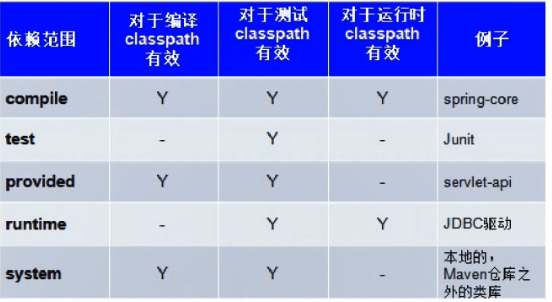 依赖范围 对于编译 classpath 有效 对于测试 classpath 有效 对于运行时 classpath 有效 例子
compile Y Y Y spring-core
test - Y - Junit
provided Y Y - servlet-api
runtime - Y Y JDBC驱动
system Y Y - 本地的，Maven仓库之外的类库